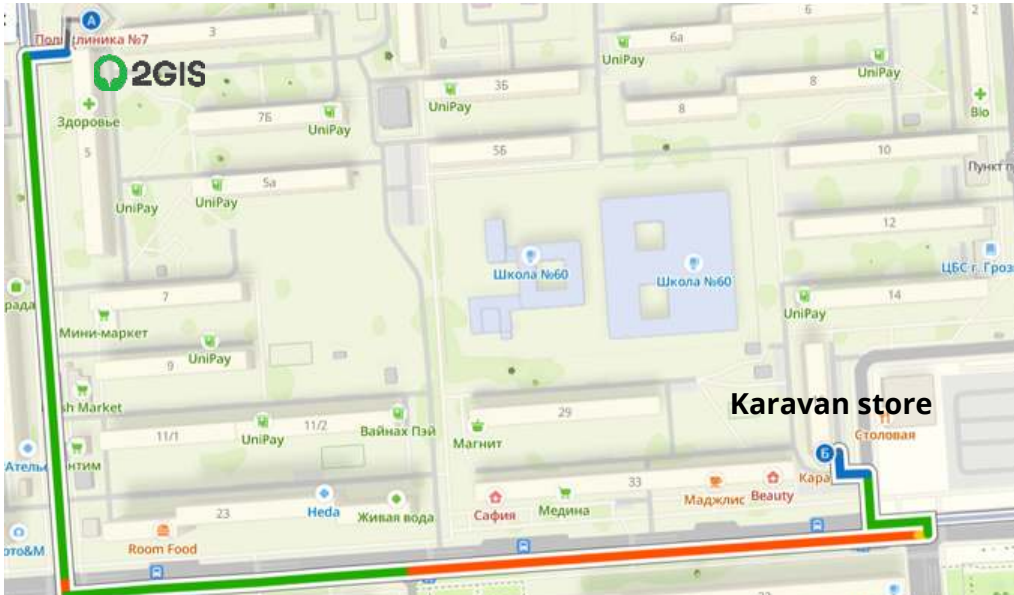 А
Поликлиника №7
2GIS
Здоровье
3
6
2
6а
UniPay
UniPay
8
8
UniPay
3Б
Bio
7Б
UniPay
5
5Б
10
5а
UniPay
UniPay
12
Школа №60
Школа №60
ЦБС г. Гроз
7
14
UniPay
рада
Мини-маркет
UniPay
9
sh Market
Karavan store
29
11/1
UniPay
11/2
Вайнах Пэй
Магнит
Столовая
Ателье
нтим
Б
Кара
33
Маджлис
Beauty
23
Heda
Живая вода
Сафия
Медина
ото&М
Room Food